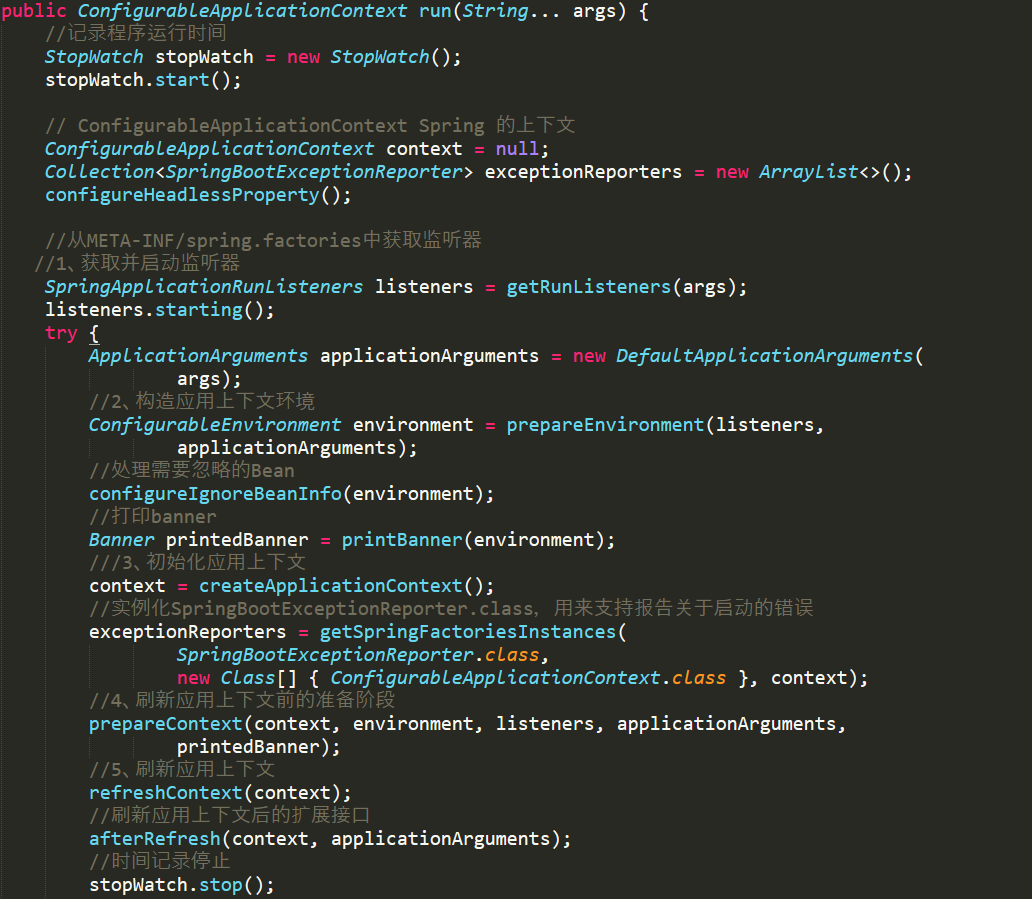 public ConfigurableApplicationContext run(String... args) {
//记录程序运行时间
StopWatch stopWatch = new StopWatch();
stopWatch.start();
// ConfigurableApplicationContext Spring 的上下文
ConfigurableApplicationContext context = null;
Collection<SpringBootExceptionReporter> exceptionReporters = new ArrayList<>();
configureHeadlessProperty();
//从META-INF/spring.factories中获取监听器
//1、获取并启动监听器
SpringApplicationRunListeners listeners = getRunListeners(args);
listeners.starting();
try {
ApplicationArguments applicationArguments = new DefaultApplicationArguments(
args);
//2、构造应用上下文环境
ConfigurableEnvironment environment = prepareEnvironment(listeners,
applicationArguments);
//处理需要忽略的Bean
configureIgnoreBeanInfo(environment);
//打印banner
Banner printedBanner = printBanner(environment);
///3、初始化应用上下文
context = createApplicationContext();
//实例化SpringBootExceptionReporter.class, 用来支持报告关于启动的错误
exceptionReporters = getSpringFactoriesInstances(
SpringBootExceptionReporter.class,
new Class[] { ConfigurableApplicationContext.class }, context);
//4、刷新应用上下文前的准备阶段
prepareContext(context, environment, listeners, applicationArguments,
printedBanner);
//5、刷新应用上下文
refreshContext(context);
//刷新应用上下文后的扩展接口
afterRefresh(context, applicationArguments);
//时间记录停止
stopWatch.stop();